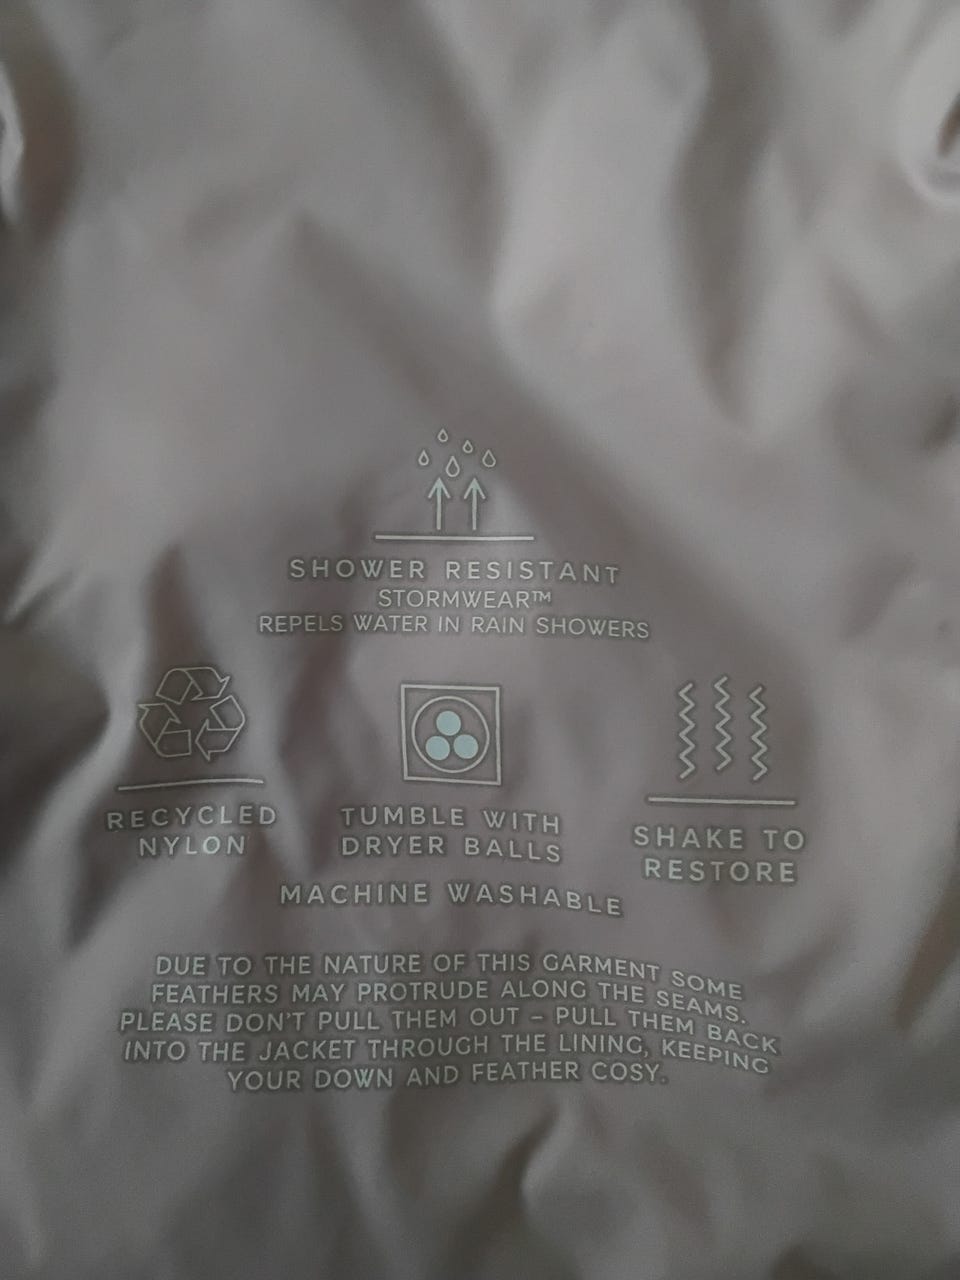 SHOWER RESISTANT
STORMWEAR™
REPELS WATER IN RAIN SHOWERS
RECYCLED
NYLON
TUMBLE WITH
DRYER BALLS
SHAKE TO
RESTORE
MACHINE WASHABLE
DUE TO THE NATURE OF THIS GARMENT SOME
FEATHERS MAY PROTRUDE ALONG THE SEAMS.
PLEASE DON'T PULL THEM OUT – PULL THEM BACK
INTO THE JACKET THROUGH THE LINING, KEEPING
YOUR DOWN AND FEATHER COSY.